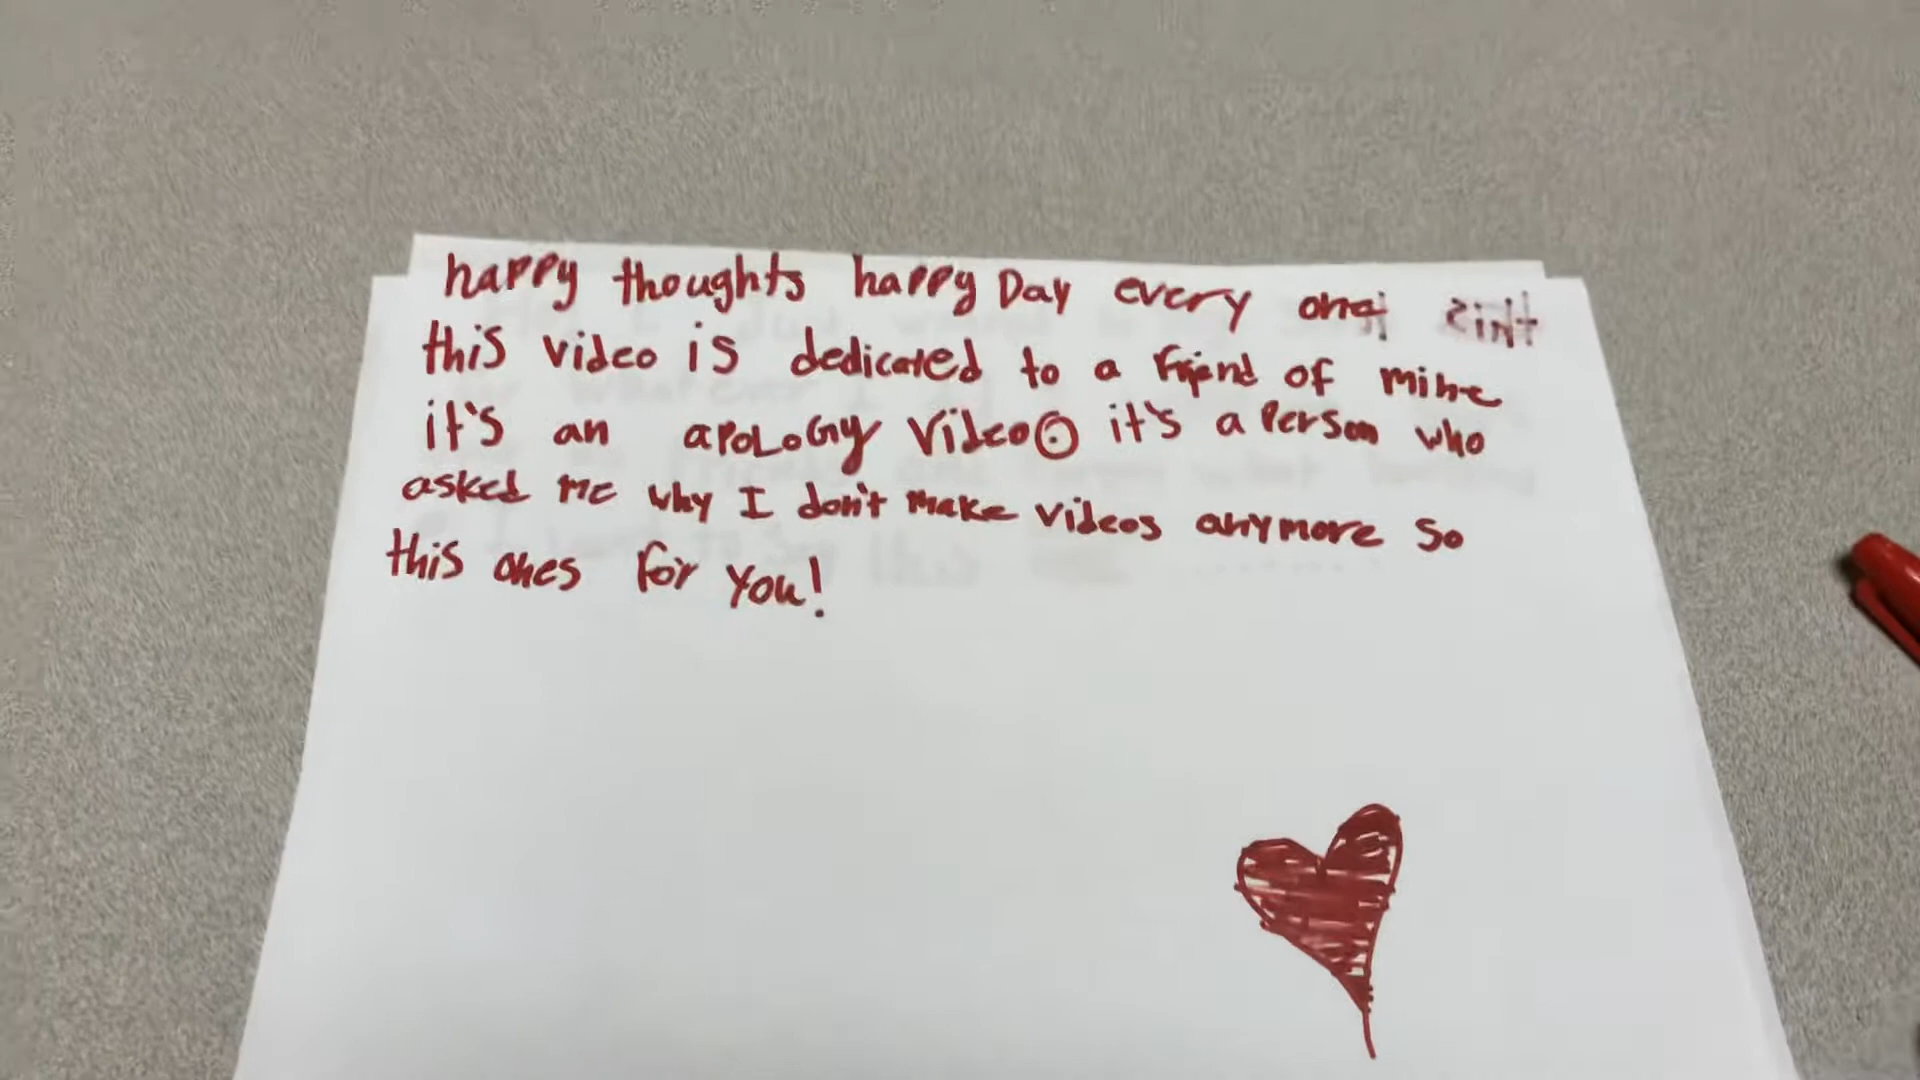 happy thoughts happy Day every one!
this video is dedicated to a friend of mine
it's an apoLoGy video⊙ it's a person who
asked me why I don't make videos anymore so
this ones for you!